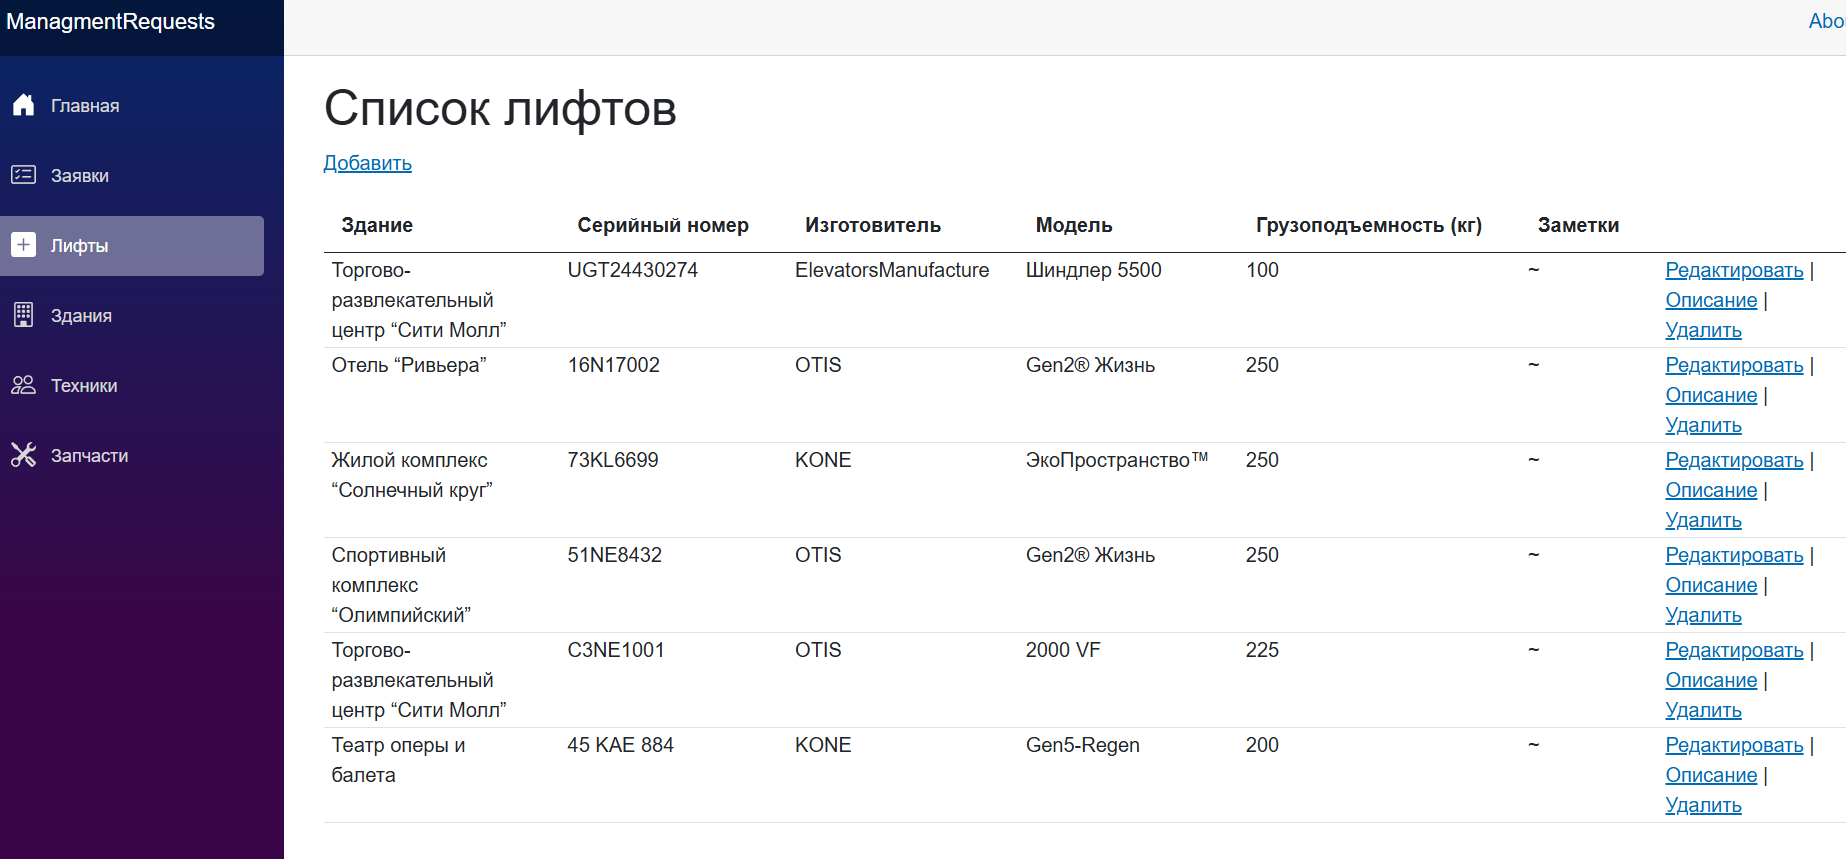 ManagmentRequests
Abo
Главная
Заявки
Лифты
Здания
Техники
Запчасти
Список лифтов
Добавить
Здание Серийный номер Изготовитель Модель Грузоподъемность (кг) Заметки
Торгово- UGT24430274 ElevatorsManufacture Шиндлер 5500 100 ~ Редактировать |
развлекательный Описание |
центр “Сити Молл” Удалить
Отель “Ривьера” 16N17002 OTIS Gen2® Жизнь 250 ~ Редактировать |
Описание |
Удалить
Жилой комплекс 73KL6699 KONE ЭкоПространство™ 250 ~ Редактировать |
“Солнечный круг” Описание |
Удалить
Спортивный 51NE8432 OTIS Gen2® Жизнь 250 ~ Редактировать |
комплекс Описание |
“Олимпийский” Удалить
Торгово- C3NE1001 OTIS 2000 VF 225 ~ Редактировать |
развлекательный Описание |
центр “Сити Молл” Удалить
Театр оперы и 45 KAE 884 KONE Gen5-Regen 200 ~ Редактировать |
балета Описание |
Удалить